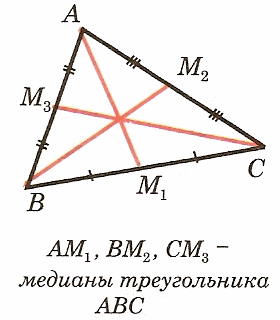 A
M₂
M₃
B
M₁
C
AM₁, BM₂, CM₃ –
медианы треугольника
ABC